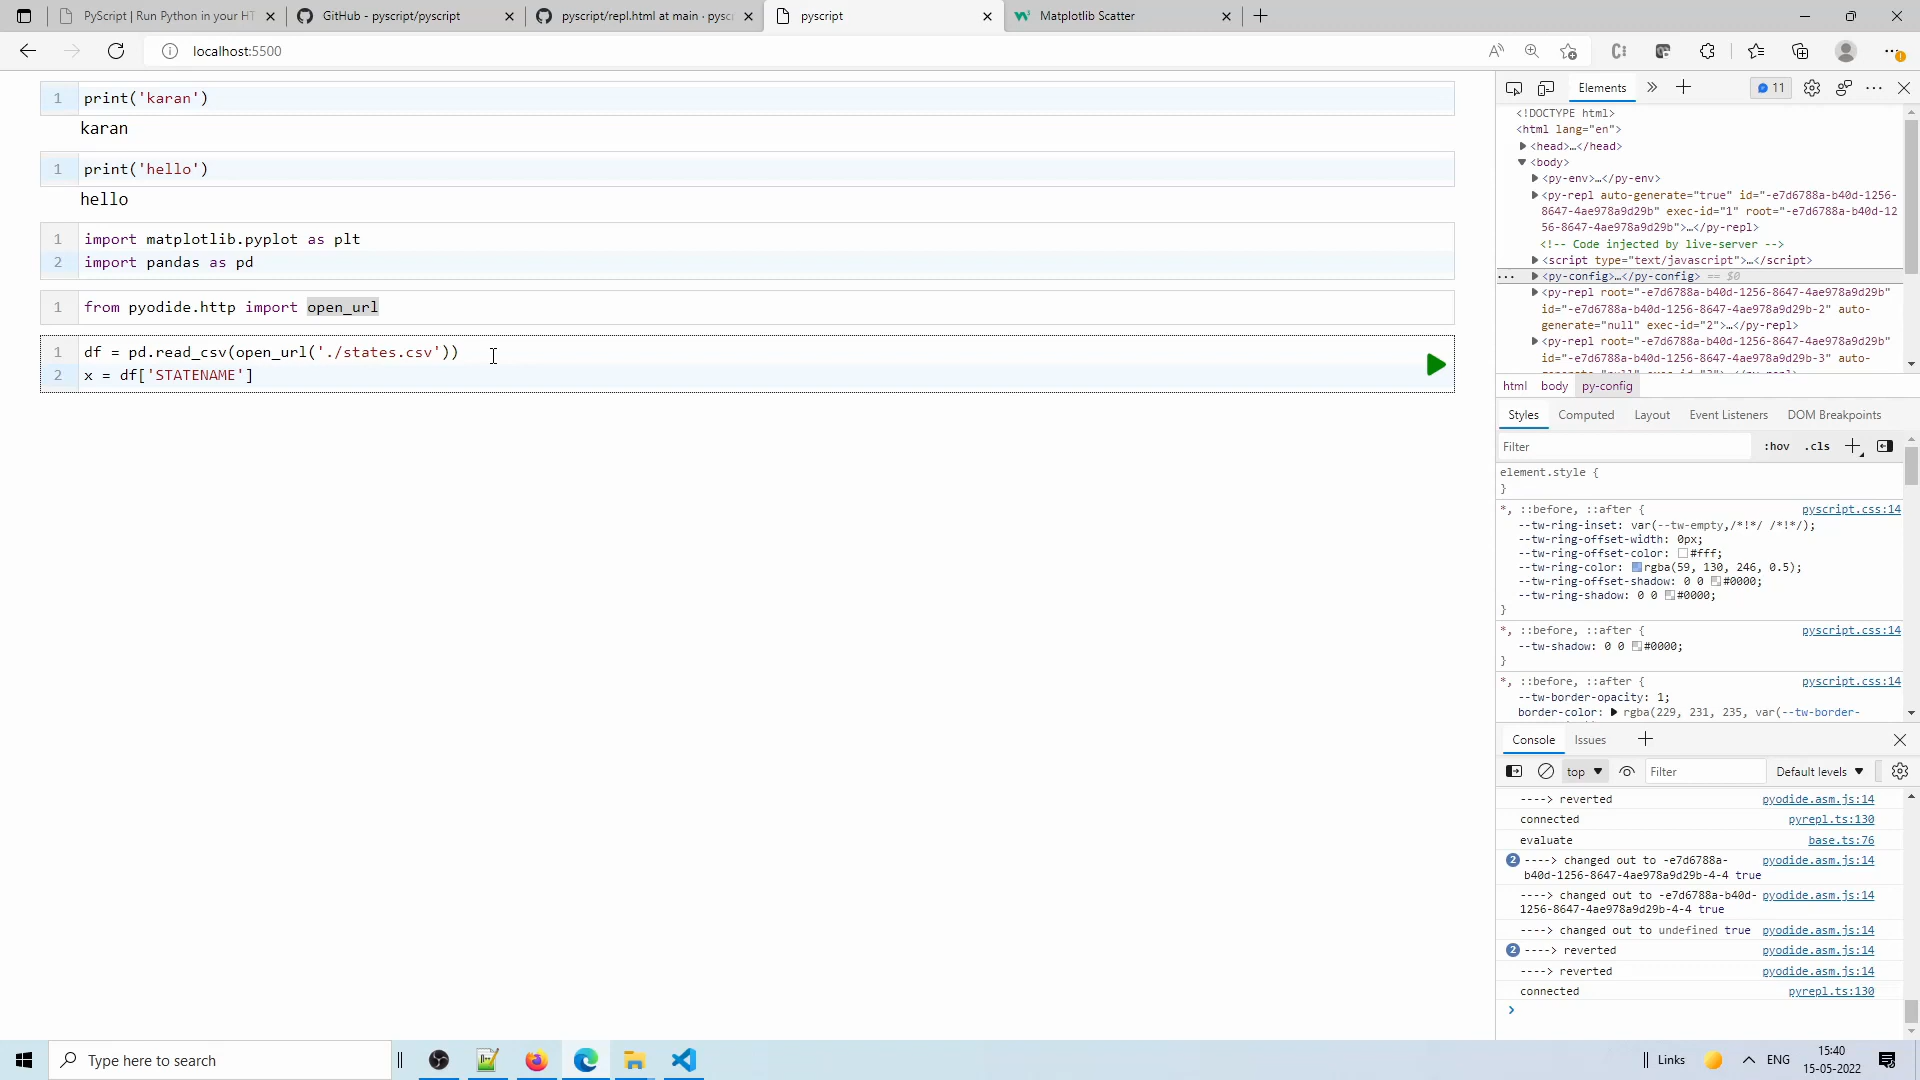 PyScript | Run Python in your HT
GitHub - pyscript/pyscript
pyscript/repl.html at main · pysc
pyscript
Matplotlib Scatter
localhost:5500
1 print('karan')
karan
1 print('hello')
hello
1 import matplotlib.pyplot as plt
2 import pandas as pd
1 from pyodide.http import open_url
1 df = pd.read_csv(open_url('./states.csv'))
2 x = df['STATENAME']
Elements
11
<!DOCTYPE html>
<html lang="en">
<head>…</head>
<body>
<py-env>…</py-env>
<py-repl auto-generate="true" id="-e7d6788a-b40d-1256-
8647-4ae978a9d29b" exec-id="1" root="-e7d6788a-b40d-12
56-8647-4ae978a9d29b">…</py-repl>
<!-- Code injected by live-server -->
<script type="text/javascript">…</script>
<py-config>…</py-config> == $0
<py-repl root="-e7d6788a-b40d-1256-8647-4ae978a9d29b"
id="-e7d6788a-b40d-1256-8647-4ae978a9d29b-2" auto-
generate="null" exec-id="2">…</py-repl>
<py-repl root="-e7d6788a-b40d-1256-8647-4ae978a9d29b"
id="-e7d6788a-b40d-1256-8647-4ae978a9d29b-3" auto-
html body py-config
Styles Computed Layout Event Listeners DOM Breakpoints
Filter :hov .cls
element.style {
}
*, ::before, ::after { pyscript.css:14
--tw-ring-inset: var(--tw-empty,/*!*/ /*!*/);
--tw-ring-offset-width: 0px;
--tw-ring-offset-color: #fff;
--tw-ring-color: rgba(59, 130, 246, 0.5);
--tw-ring-offset-shadow: 0 0 #0000;
--tw-ring-shadow: 0 0 #0000;
}
*, ::before, ::after { pyscript.css:14
--tw-shadow: 0 0 #0000;
}
*, ::before, ::after { pyscript.css:14
--tw-border-opacity: 1;
border-color: rgba(229, 231, 235, var(--tw-border-
Console Issues
top Filter Default levels
----> reverted pyodide.asm.js:14
connected pyrepl.ts:130
evaluate base.ts:76
2 ----> changed out to -e7d6788a- pyodide.asm.js:14
b40d-1256-8647-4ae978a9d29b-4-4 true
----> changed out to -e7d6788a-b40d- pyodide.asm.js:14
1256-8647-4ae978a9d29b-4-4 true
----> changed out to undefined true pyodide.asm.js:14
2 ----> reverted pyodide.asm.js:14
----> reverted pyodide.asm.js:14
connected pyrepl.ts:130
Type here to search
Links
ENG
15:40
15-05-2022